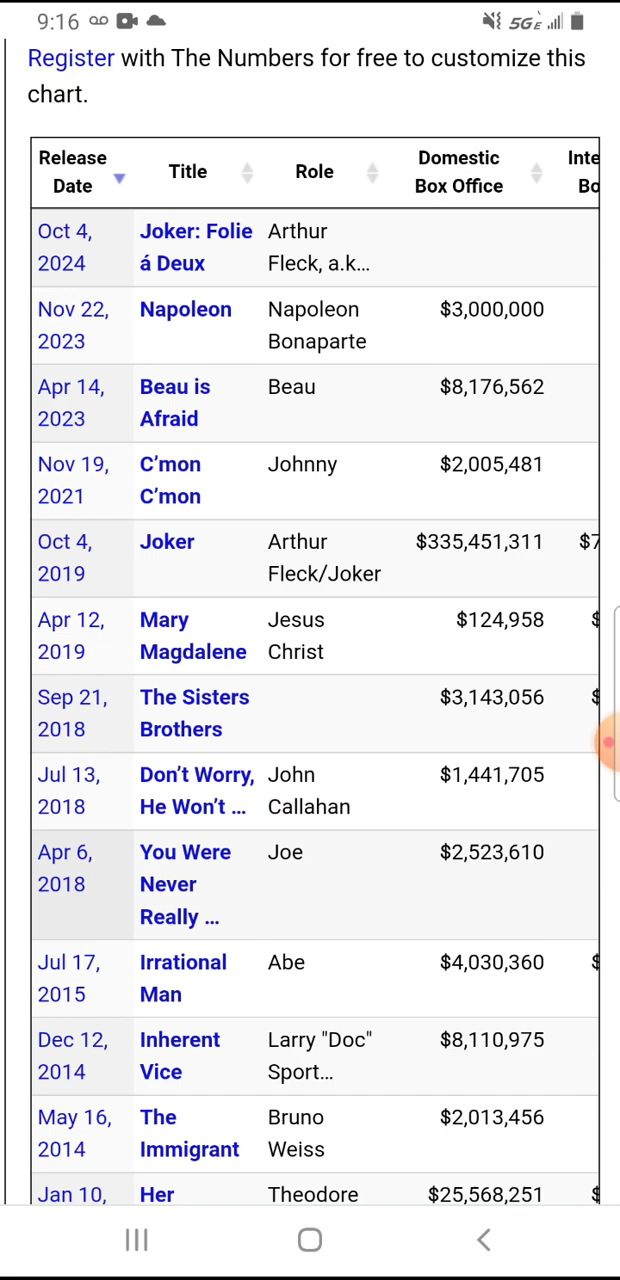 9:16
5GE
Register with The Numbers for free to customize this
chart.
Release Date Title Role Domestic Box Office Inte Bo
Oct 4, 2024 Joker: Folie á Deux Arthur Fleck, a.k...
Nov 22, 2023 Napoleon Napoleon Bonaparte $3,000,000
Apr 14, 2023 Beau is Afraid Beau $8,176,562
Nov 19, 2021 C’mon C’mon Johnny $2,005,481
Oct 4, 2019 Joker Arthur Fleck/Joker $335,451,311 $7
Apr 12, 2019 Mary Magdalene Jesus Christ $124,958 $
Sep 21, 2018 The Sisters Brothers $3,143,056 $
Jul 13, 2018 Don’t Worry, He Won’t ... John Callahan $1,441,705
Apr 6, 2018 You Were Never Really ... Joe $2,523,610
Jul 17, 2015 Irrational Man Abe $4,030,360 $
Dec 12, 2014 Inherent Vice Larry "Doc" Sport... $8,110,975
May 16, 2014 The Immigrant Bruno Weiss $2,013,456
Jan 10, Her Theodore $25,568,251 $